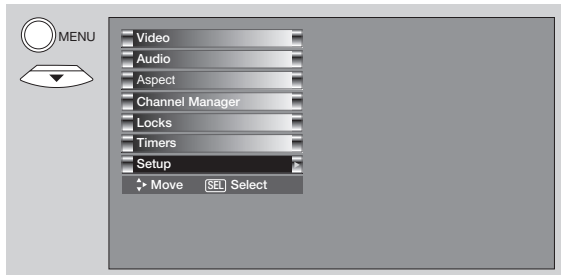 MENU
Video
Audio
Aspect
Channel Manager
Locks
Timers
Setup
Move SEL Select